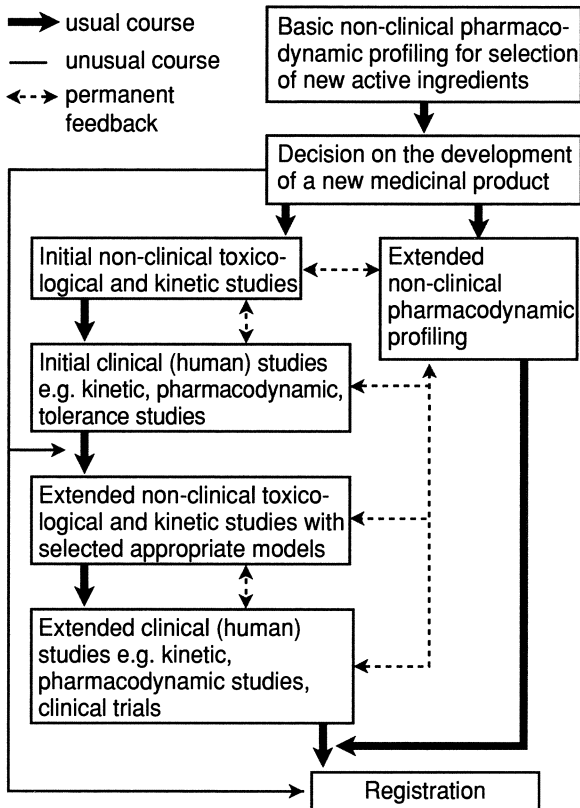 usual course
unusual course
permanent
feedback
Basic non-clinical pharmaco-
dynamic profiling for selection
of new active ingredients
Decision on the development
of a new medicinal product
Initial non-clinical toxico-
logical and kinetic studies
Extended
non-clinical
pharmacodynamic
profiling
Initial clinical (human) studies
e.g. kinetic, pharmacodynamic,
tolerance studies
Extended non-clinical toxico-
logical and kinetic studies with
selected appropriate models
Extended clinical (human)
studies e.g. kinetic,
pharmacodynamic studies,
clinical trials
Registration